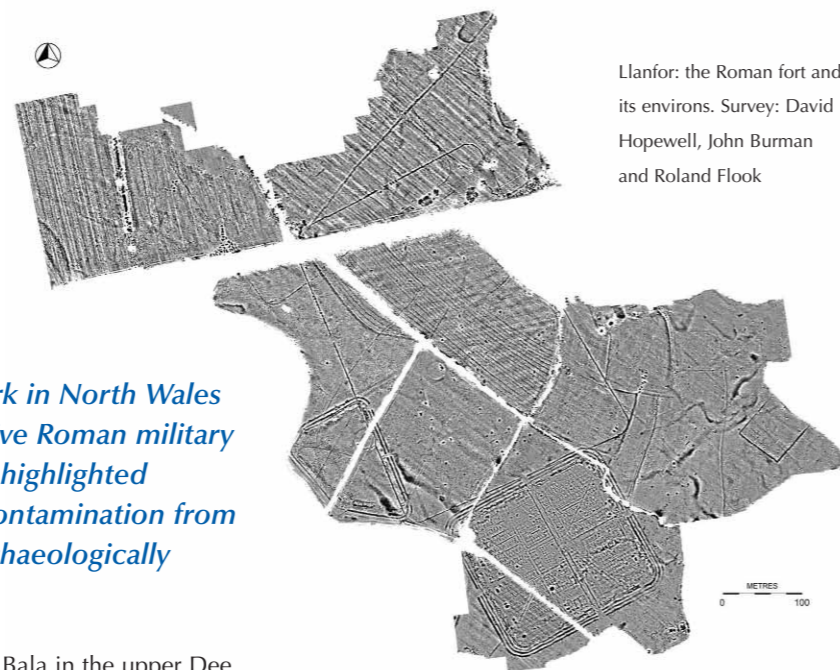 Llanfor: the Roman fort and
its environs. Survey: David
Hopewell, John Burman
and Roland Flook
rk in North Wales
ve Roman military
highlighted
ontamination from
haeologically
METRES
0 100
Bala in the upper Dee